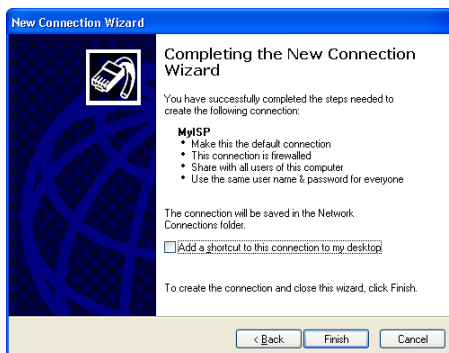 New Connection Wizard
Completing the New Connection
Wizard
You have successfully completed the steps needed to
create the following connection:
MyISP
• Make this the default connection
• This connection is firewalled
• Share with all users of this computer
• Use the same user name & password for everyone
The connection will be saved in the Network
Connections folder.
Add a shortcut to this connection to my desktop
To create the connection and close this wizard, click Finish.
< Back Finish Cancel